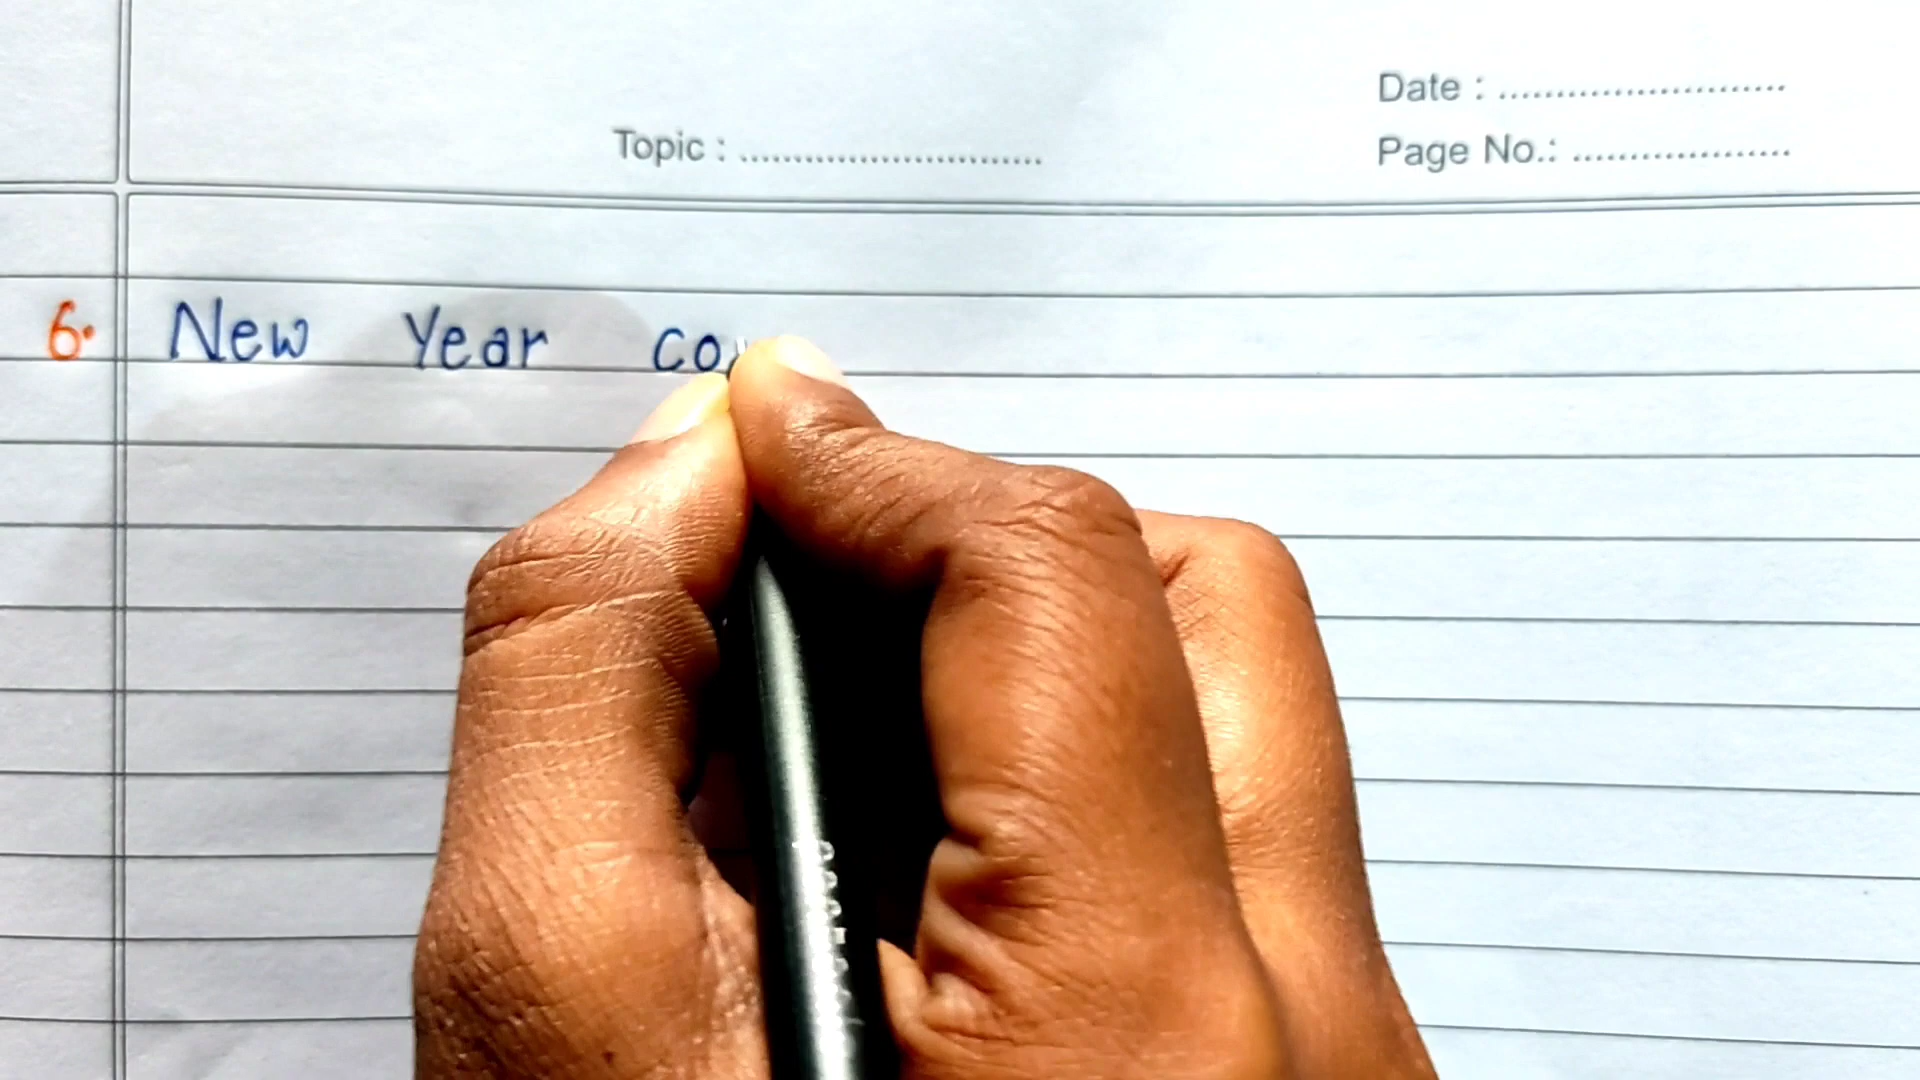 Date : ........................
Topic : ..........................
Page No.: ...................
6. New Year co